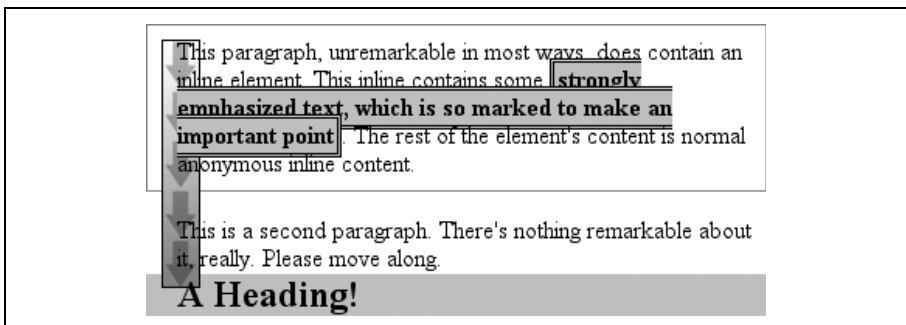 This paragraph, unremarkable in most ways, does contain an
inline element. This inline contains some strongly
emphasized text, which is so marked to make an
important point. The rest of the element's content is normal
anonymous inline content.
This is a second paragraph. There's nothing remarkable about
it, really. Please move along.
A Heading!